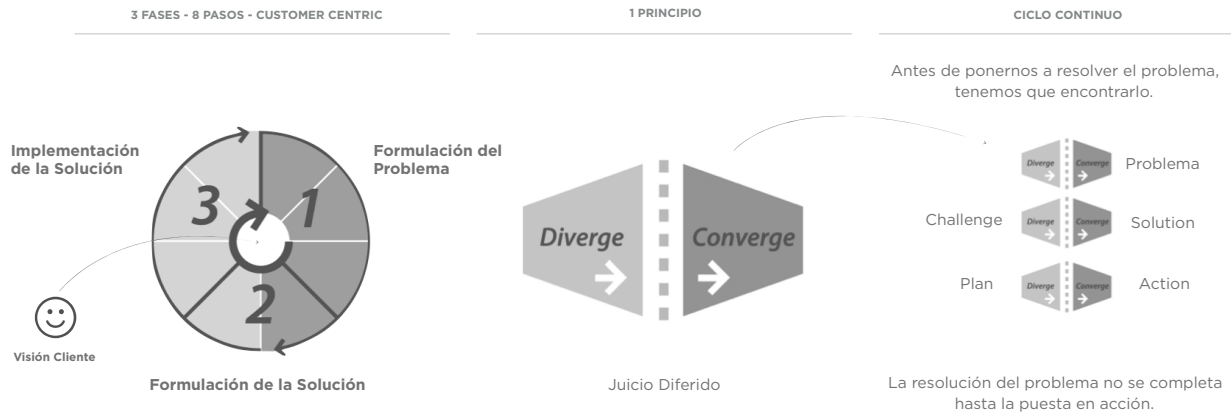 3 FASES - 8 PASOS - CUSTOMER CENTRIC
Implementación
de la Solución
Formulación del
Problema
3
1
2
Visión Cliente
Formulación de la Solución
1 PRINCIPIO
Diverge
Converge
Juicio Diferido
CICLO CONTINUO
Antes de ponernos a resolver el problema,
tenemos que encontrarlo.
Diverge Converge Problema
Challenge Diverge Converge Solution
Plan Diverge Converge Action
La resolución del problema no se completa
hasta la puesta en acción.